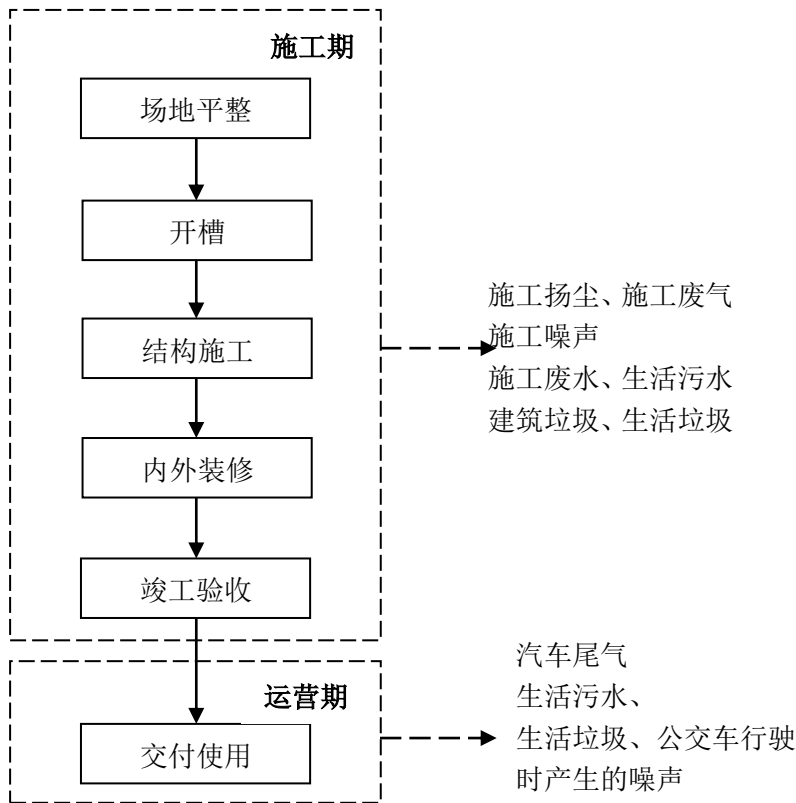 施工期
场地平整
开槽
结构施工
内外装修
竣工验收
施工扬尘、施工废气
施工噪声
施工废水、生活污水
建筑垃圾、生活垃圾
运营期
交付使用
汽车尾气
生活污水、
生活垃圾、公交车行驶
时产生的噪声